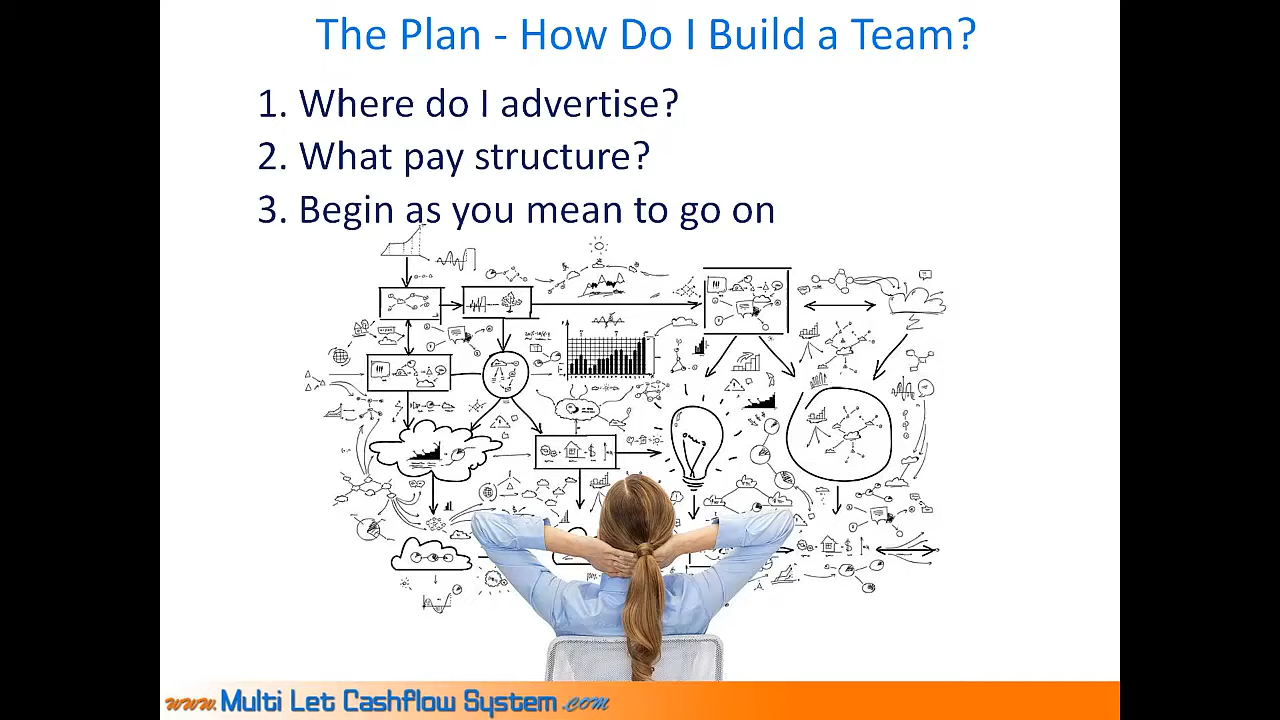 The Plan - How Do I Build a Team?
1. Where do I advertise?
2. What pay structure?
3. Begin as you mean to go on
www.Multi Let Cashflow System.com